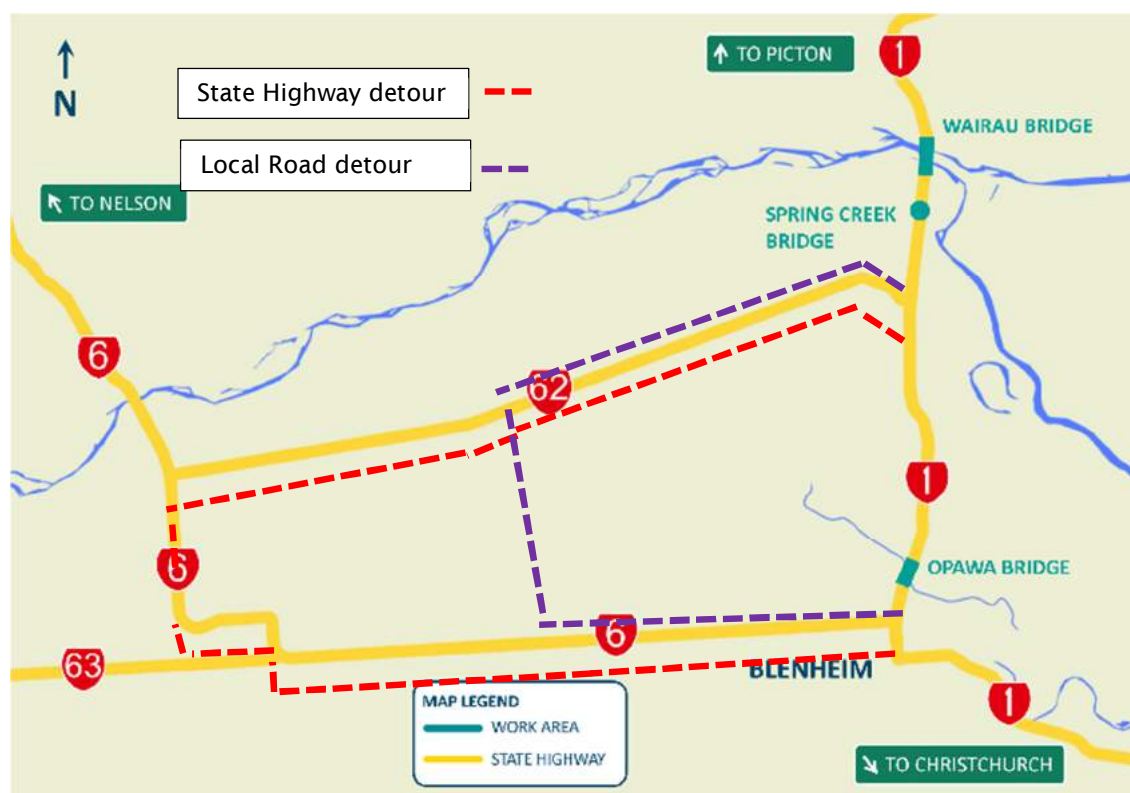 1
TO PICTON
N
State Highway detour
WAIRAU BRIDGE
Local Road detour
TO NELSON
SPRING CREEK
BRIDGE
6
62
1
6
OPAWA BRIDGE
6
63
BLENHEIM
1
MAP LEGEND
WORK AREA
STATE HIGHWAY
TO CHRISTCHURCH